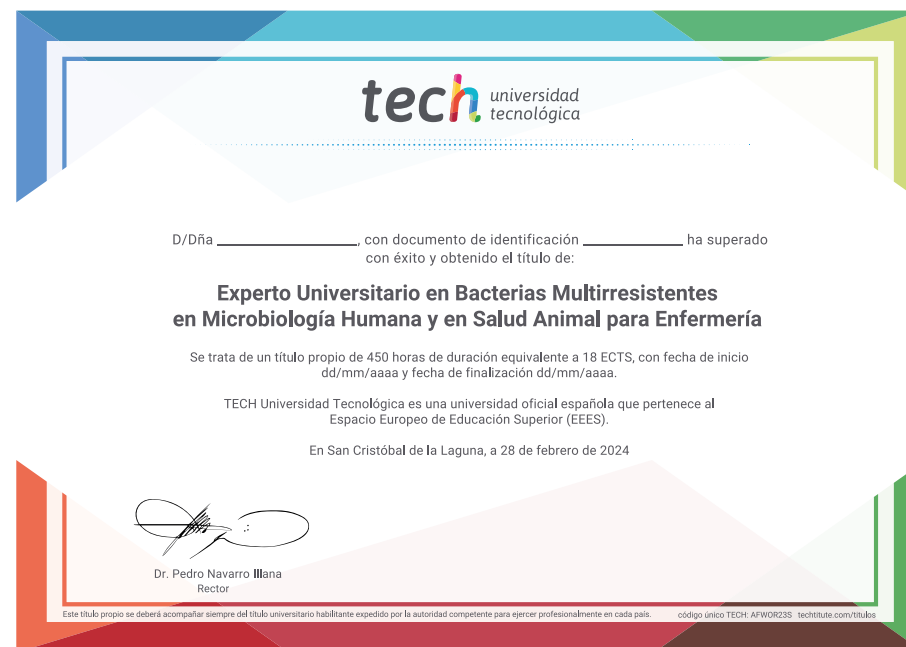 tech universidad
tecnológica
D/Dña ____________________, con documento de identificación ______________ ha superado
con éxito y obtenido el título de:
Experto Universitario en Bacterias Multirresistentes
en Microbiología Humana y en Salud Animal para Enfermería
Se trata de un título propio de 450 horas de duración equivalente a 18 ECTS, con fecha de inicio
dd/mm/aaaa y fecha de finalización dd/mm/aaaa.
TECH Universidad Tecnológica es una universidad oficial española que pertenece al
Espacio Europeo de Educación Superior (EEES).
En San Cristóbal de la Laguna, a 28 de febrero de 2024
Dr. Pedro Navarro Illana
Rector
Este título propio se deberá acompañar siempre del título universitario habilitante expedido por la autoridad competente para ejercer profesionalmente en cada país. código único TECH: AFWOR23S techtitute.com/titulos